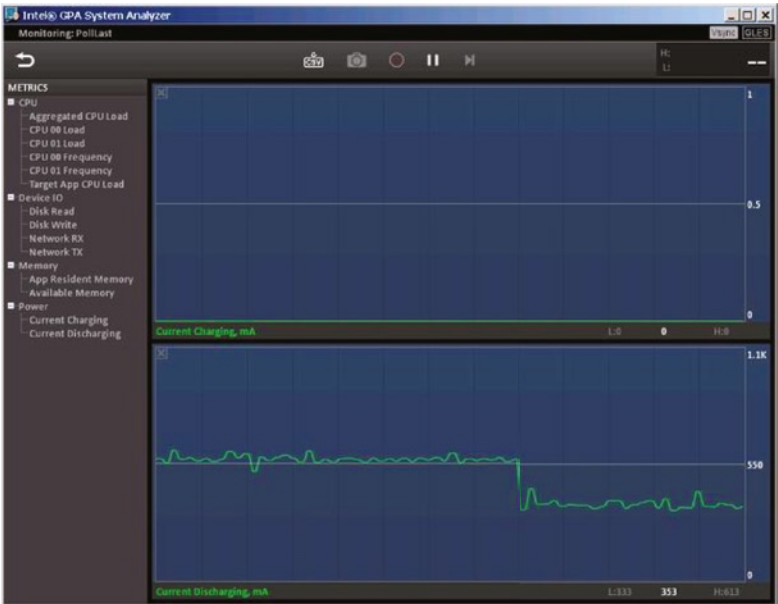 Intel® GPA System Analyzer
Monitoring: PollLast
Vsync GLES
CSV
H:
L:
--
METRICS
CPU
Aggregated CPU Load
CPU 00 Load
CPU 01 Load
CPU 00 Frequency
CPU 01 Frequency
Target App CPU Load
Device IO
Disk Read
Disk Write
Network RX
Network TX
Memory
App Resident Memory
Available Memory
Power
Current Charging
Current Discharging
1
0.5
0
Current Charging, mA L:0 0 H:0
1.1K
550
0
Current Discharging, mA L:333 353 H:613